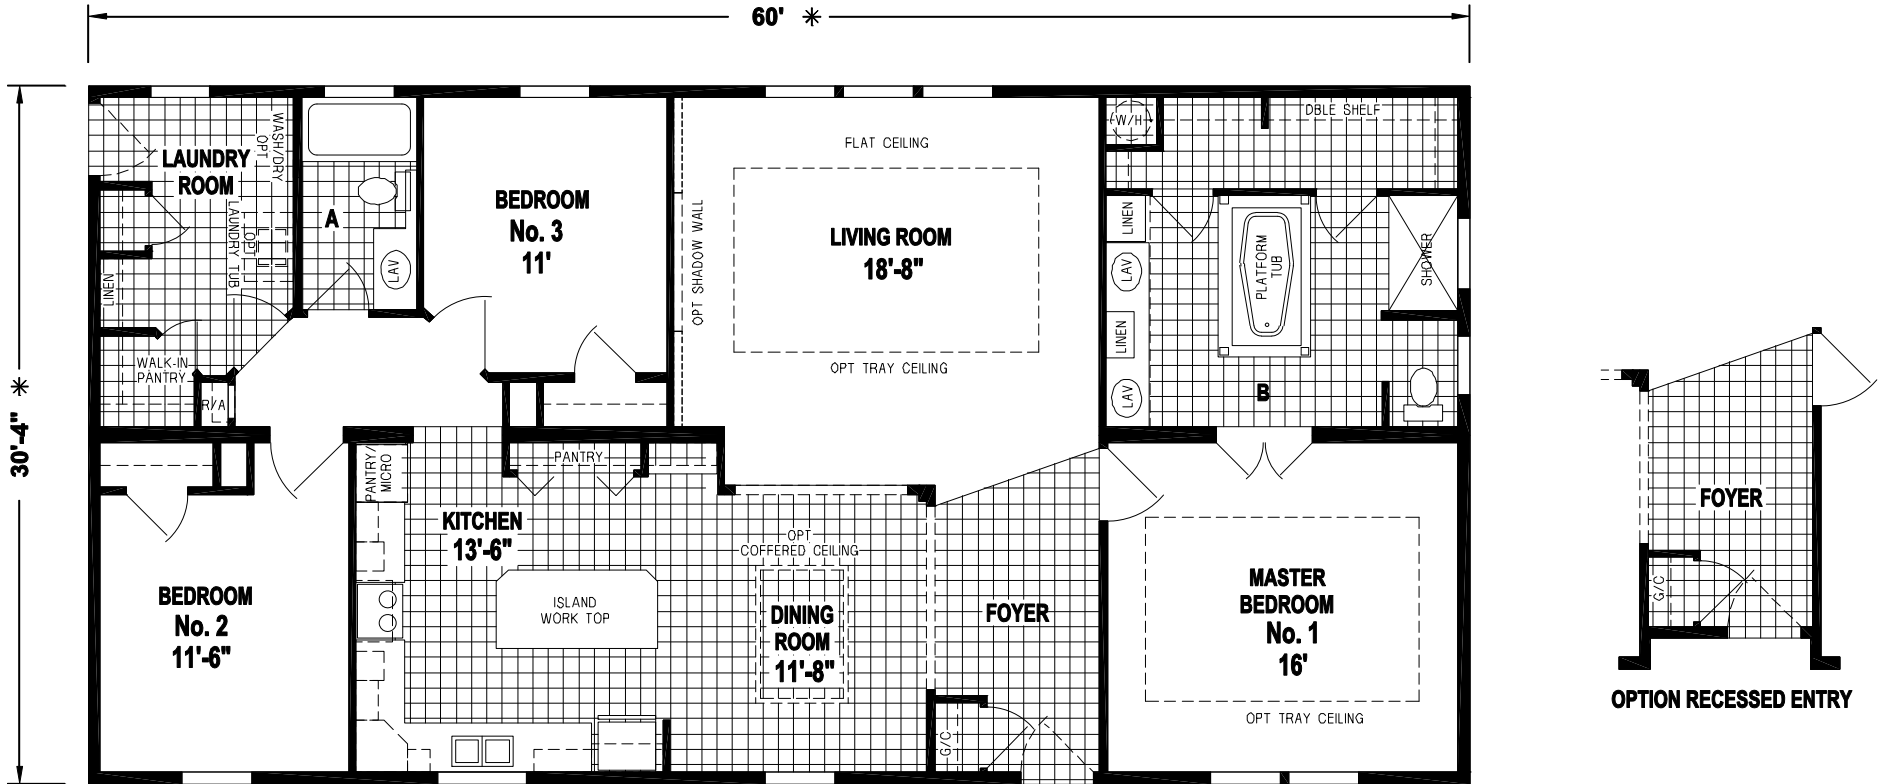 60' *
30'-4" *
LAUNDRY
ROOM
WASH/DRY
OPT
LAUNDRY TUB
OPT
LINEN
WALK-IN
PANTRY
R/A
A
LAV
BEDROOM
No. 3
11'
OPT SHADOW WALL
FLAT CEILING
LIVING ROOM
18'-8"
OPT TRAY CEILING
W/H
DBLE SHELF
LINEN
LAV
LINEN
LAV
PLATFORM
TUB
SHOWER
B
BEDROOM
No. 2
11'-6"
PANTRY/
MICRO
PANTRY
KITCHEN
13'-6"
ISLAND
WORK TOP
OPT
COFFERED CEILING
DINING
ROOM
11'-8"
FOYER
G/C
MASTER
BEDROOM
No. 1
16'
OPT TRAY CEILING
FOYER
G/C
OPTION RECESSED ENTRY